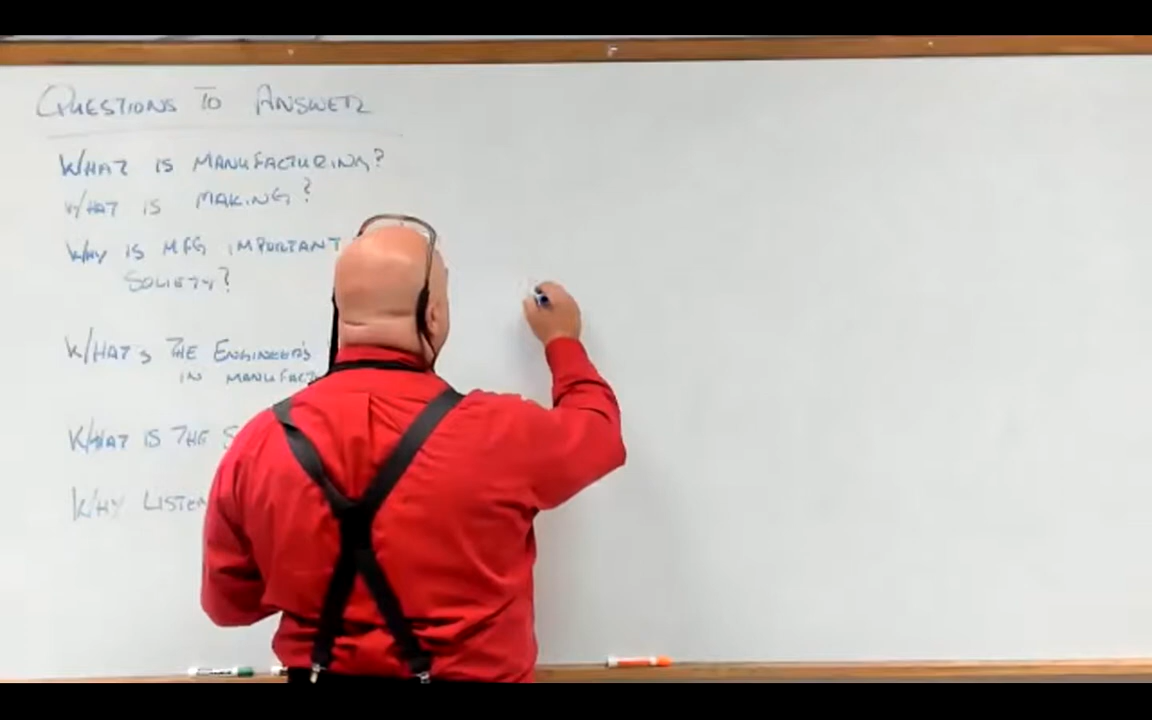 QUESTIONS TO ANSWER
WHAT IS MANUFACTURING?
WHAT IS MAKING?
WHY IS MFG IMPORTANT
SOCIETY?
WHAT'S THE ENGINEER'S
IN MANUFACT
WHAT IS THE S
WHY LISTEN